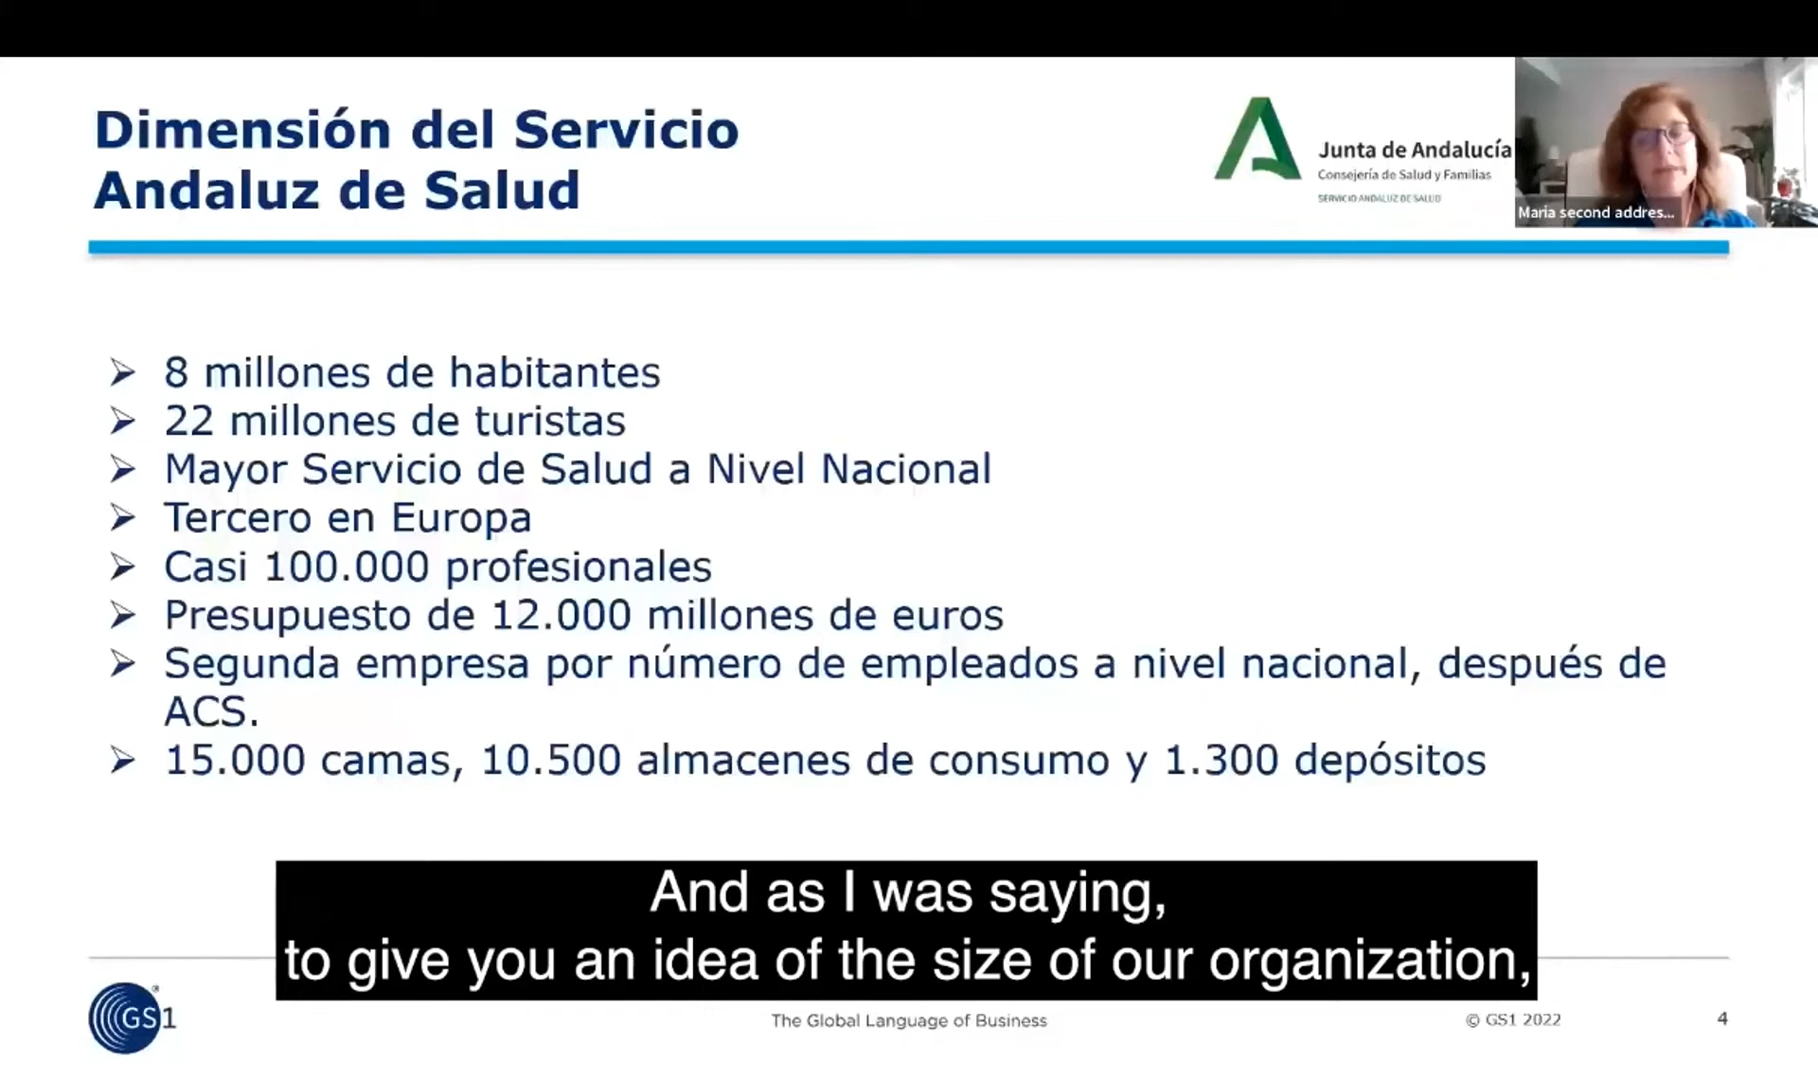 Dimensión del Servicio
Andaluz de Salud
Junta de Andalucía
Consejería de Salud y Familias
SERVICIO ANDALUZ DE SALUD
Maria second addres...
8 millones de habitantes
22 millones de turistas
Mayor Servicio de Salud a Nivel Nacional
Tercero en Europa
Casi 100.000 profesionales
Presupuesto de 12.000 millones de euros
Segunda empresa por número de empleados a nivel nacional, después de
ACS.
15.000 camas, 10.500 almacenes de consumo y 1.300 depósitos
And as I was saying,
to give you an idea of the size of our organization,
GS1
The Global Language of Business
© GS1 2022
4